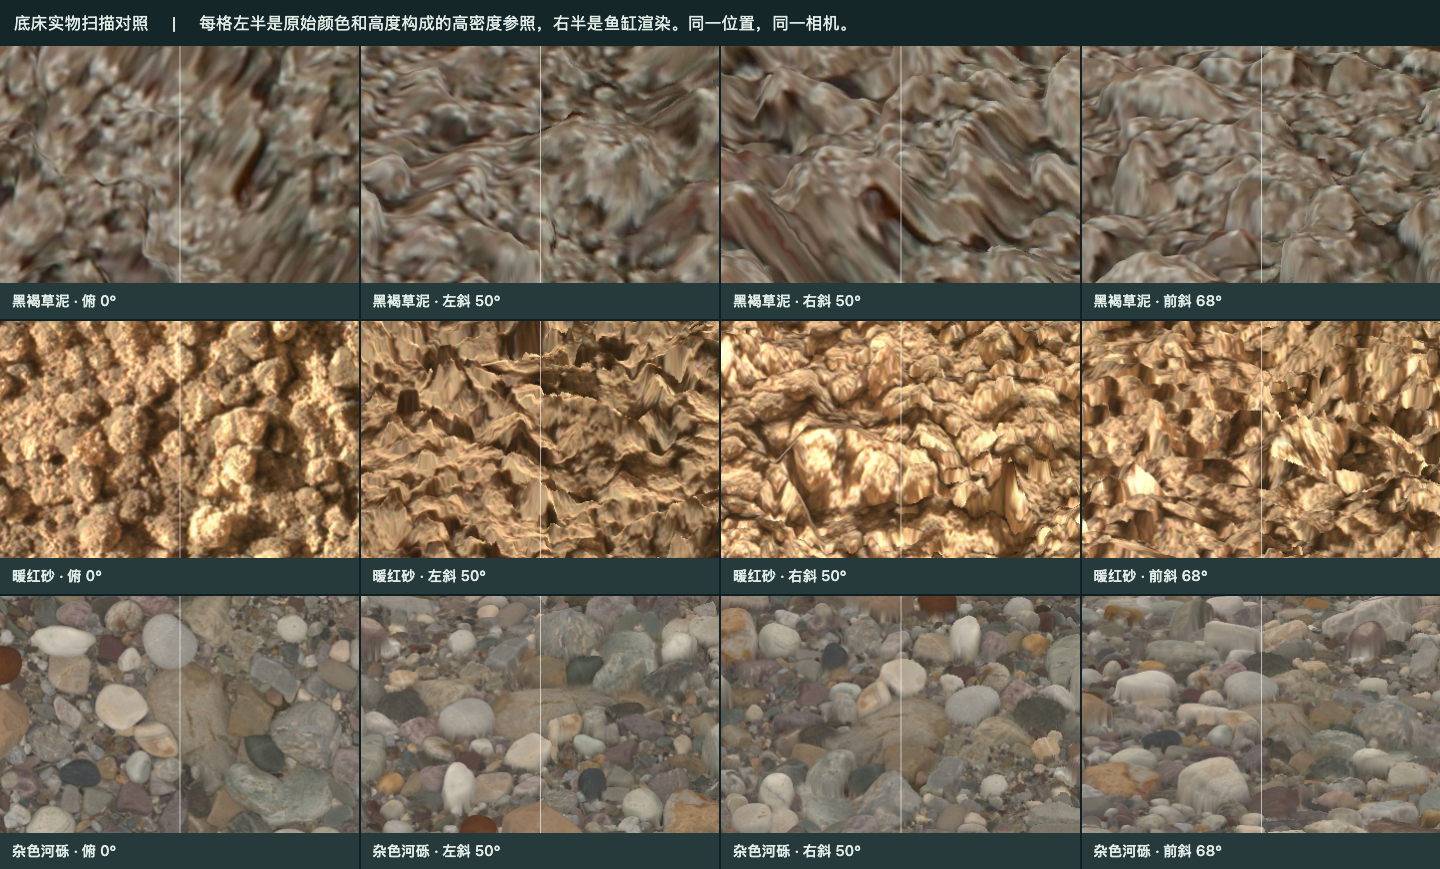 底床实物扫描对照 | 每格左半是原始颜色和高度构成的高密度参照，右半是鱼缸渲染。同一位置，同一相机。
黑褐草泥 · 俯 0°
黑褐草泥 · 左斜 50°
黑褐草泥 · 右斜 50°
黑褐草泥 · 前斜 68°
暖红砂 · 俯 0°
暖红砂 · 左斜 50°
暖红砂 · 右斜 50°
暖红砂 · 前斜 68°
杂色河砾 · 俯 0°
杂色河砾 · 左斜 50°
杂色河砾 · 右斜 50°
杂色河砾 · 前斜 68°